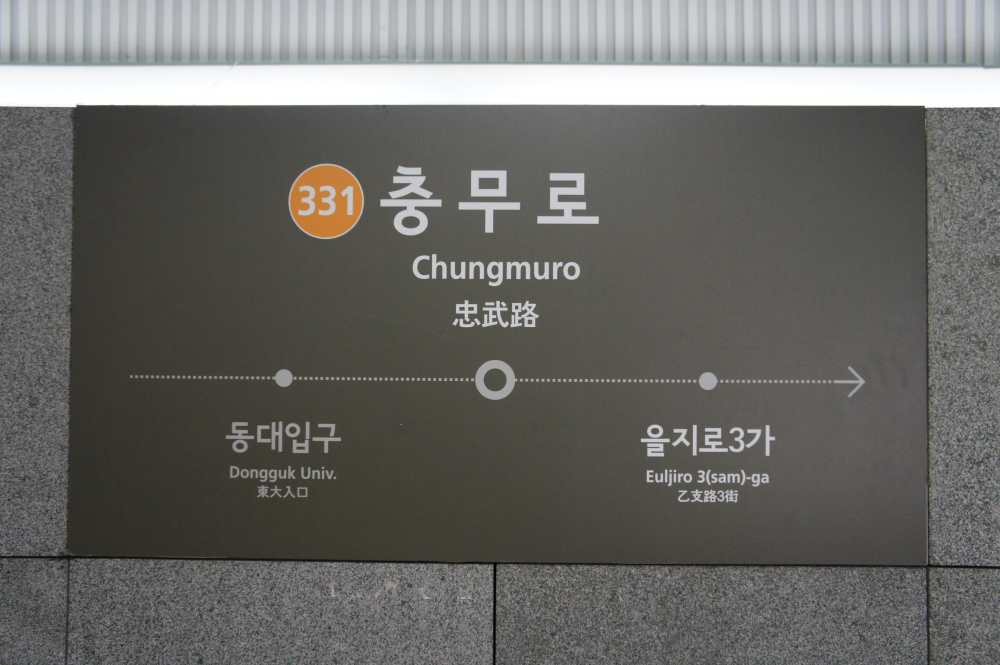 331 충무로
Chungmuro
忠武路
동대입구
Dongguk Univ.
東大入口
을지로3가
Euljiro 3(sam)-ga
乙支路3街